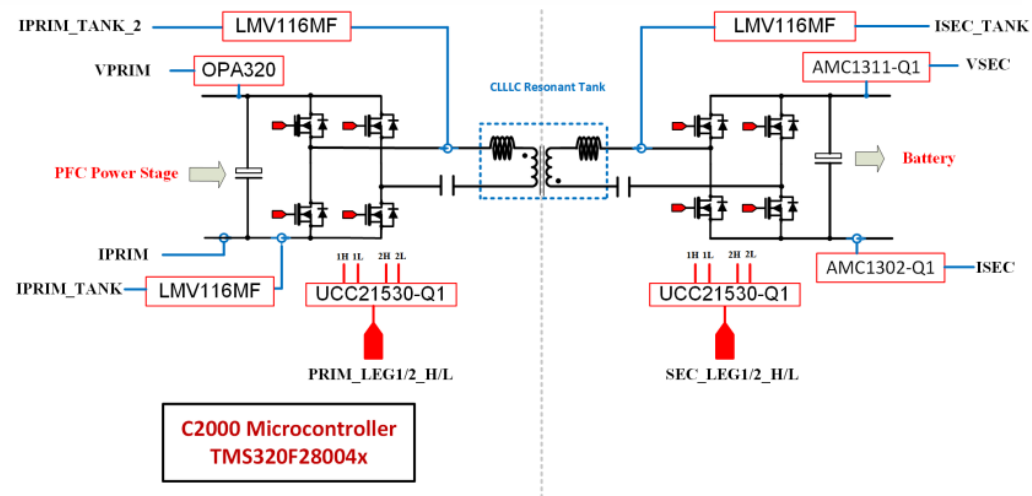 IPRIM_TANK_2
LMV116MF
LMV116MF
ISEC_TANK
VPRIM
OPA320
AMC1311-Q1
VSEC
CLLLC Resonant Tank
PFC Power Stage
Battery
IPRIM
IPRIM_TANK
LMV116MF
1H 1L 2H 2L
UCC21530-Q1
PRIM_LEG1/2_H/L
1H 1L 2H 2L
UCC21530-Q1
SEC_LEG1/2_H/L
AMC1302-Q1
ISEC
C2000 Microcontroller
TMS320F28004x